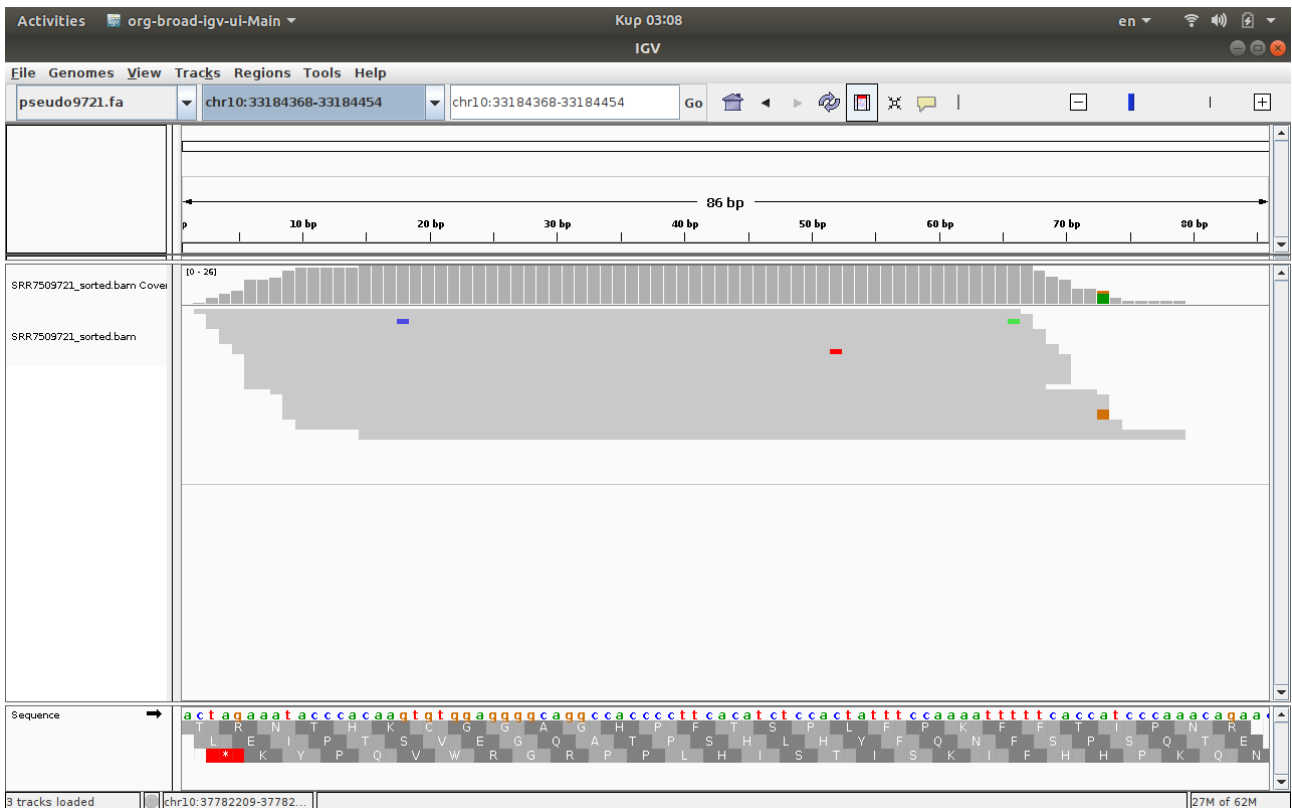 Activities org-broad-igv-ui-Main Кур 03:08 en
IGV
File Genomes View Tracks Regions Tools Help
pseudo9721.fa chr10:33184368-33184454 chr10:33184368-33184454 Go
86 bp
p 10 bp 20 bp 30 bp 40 bp 50 bp 60 bp 70 bp 80 bp
[0 - 26]
SRR7509721_sorted.bam Cover
SRR7509721_sorted.bam
Sequence
a c t a g a a a t a c c c a c a a g t g t g g a g g g g c a g g c c a c c c c t t c a c a t c t c c a c t a t t t c c a a a a t t t t t c a c c a t c c c a a a c a g a a
T R N T H K C G G A G H P F T S P L F P K F F T I P N R
L E I P T S V E G Q A T P S H L H Y F Q N F S P S Q T E
* K Y P Q V W R G R P P L H I S T I S K I F H H P K Q N
3 tracks loaded chr10:37782209-37782... 27M of 62M